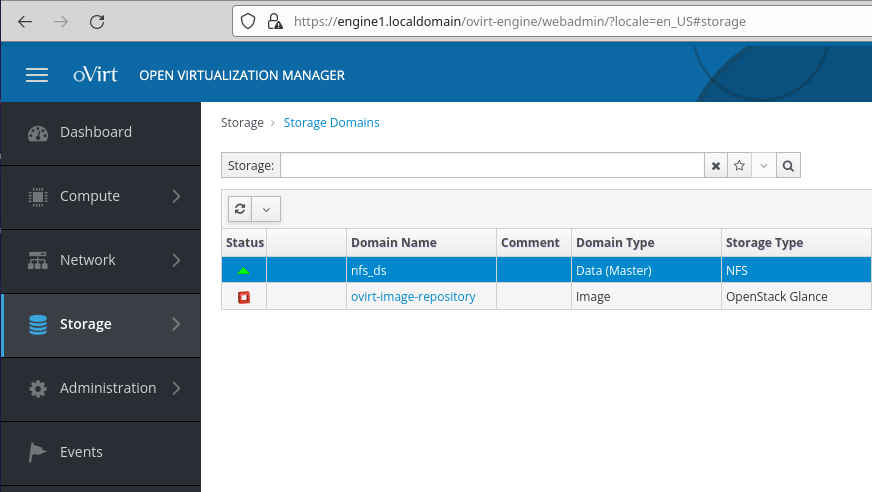 https://engine1.localdomain/ovirt-engine/webadmin/?locale=en_US#storage
oVirt OPEN VIRTUALIZATION MANAGER
Dashboard
Compute
Network
Storage
Administration
Events
Storage › Storage Domains
Storage:
Status Domain Name Comment Domain Type Storage Type
nfs_ds Data (Master) NFS
ovirt-image-repository Image OpenStack Glance